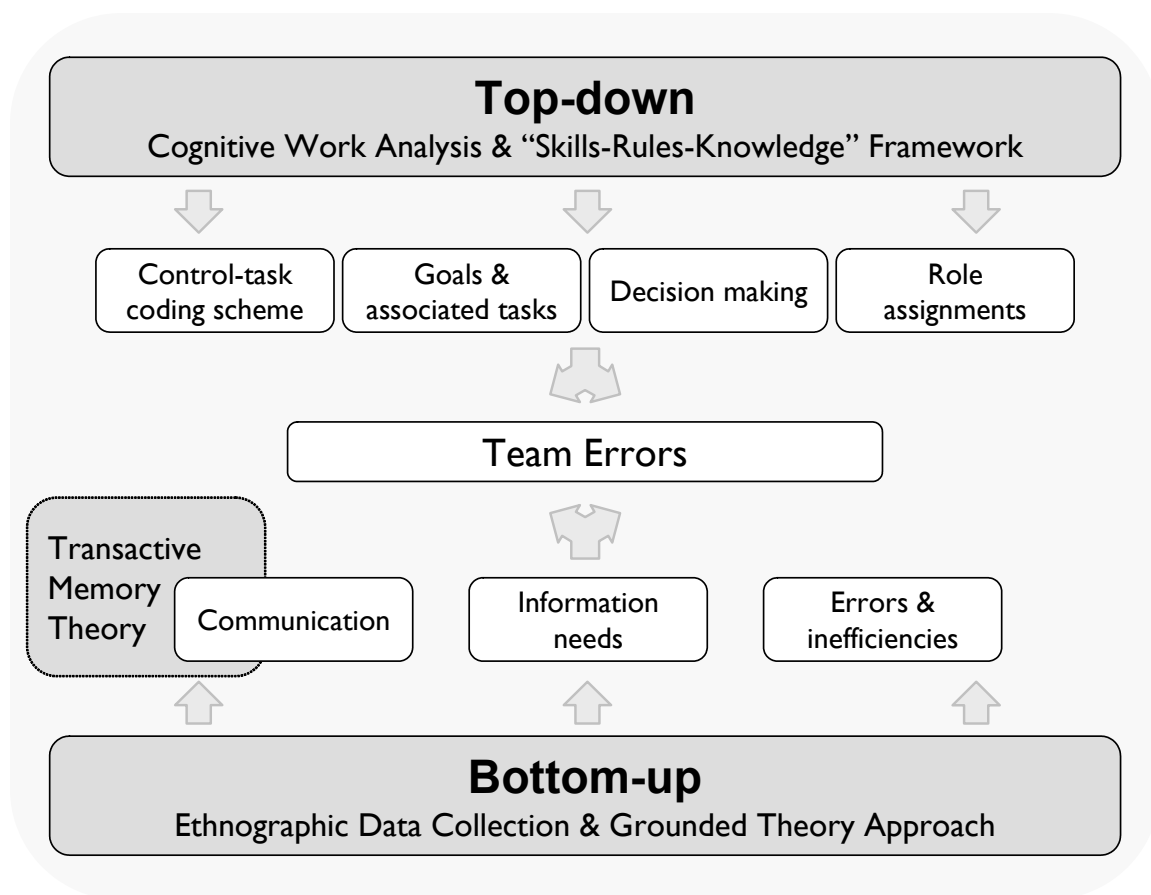 Top-down
Cognitive Work Analysis & “Skills-Rules-Knowledge” Framework
Control-task
coding scheme
Goals &
associated tasks
Decision making
Role
assignments
Team Errors
Transactive
Memory
Theory
Communication
Information
needs
Errors &
inefficiencies
Bottom-up
Ethnographic Data Collection & Grounded Theory Approach